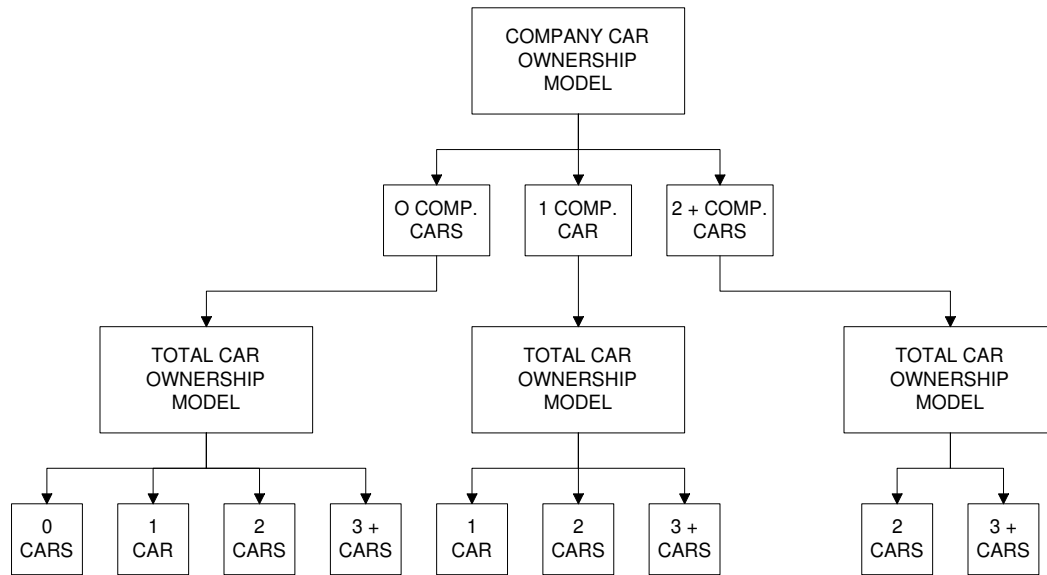 COMPANY CAR
OWNERSHIP
MODEL
O COMP.
CARS
1 COMP.
CAR
2 + COMP.
CARS
TOTAL CAR
OWNERSHIP
MODEL
TOTAL CAR
OWNERSHIP
MODEL
TOTAL CAR
OWNERSHIP
MODEL
0
CARS
1
CAR
2
CARS
3 +
CARS
1
CAR
2
CARS
3 +
CARS
2
CARS
3 +
CARS